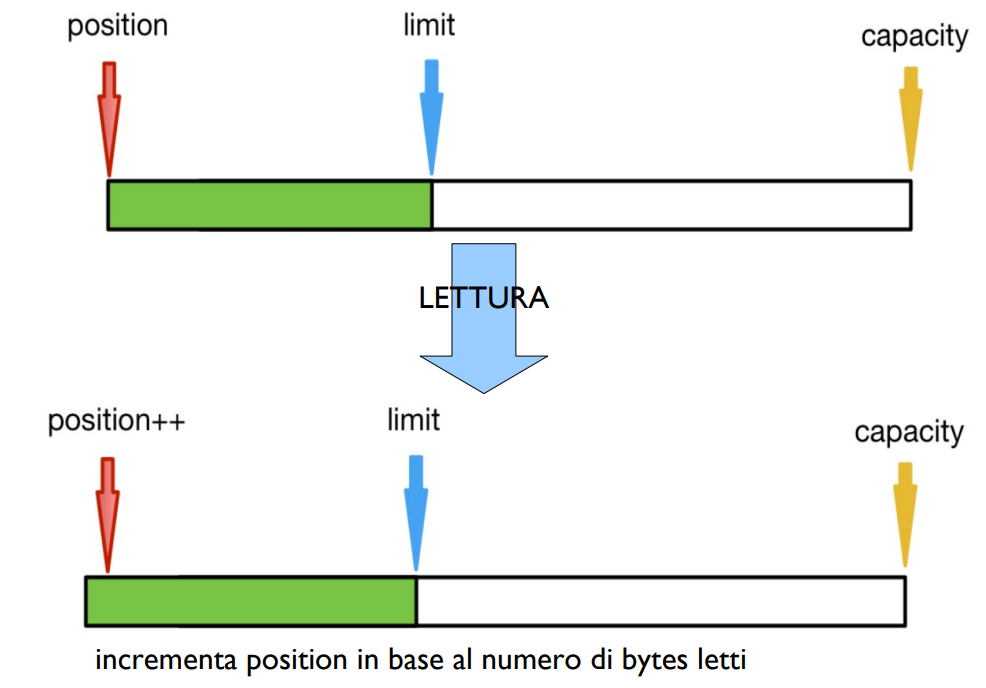 position
limit
capacity
LETTURA
position++
limit
capacity
incrementa position in base al numero di bytes letti